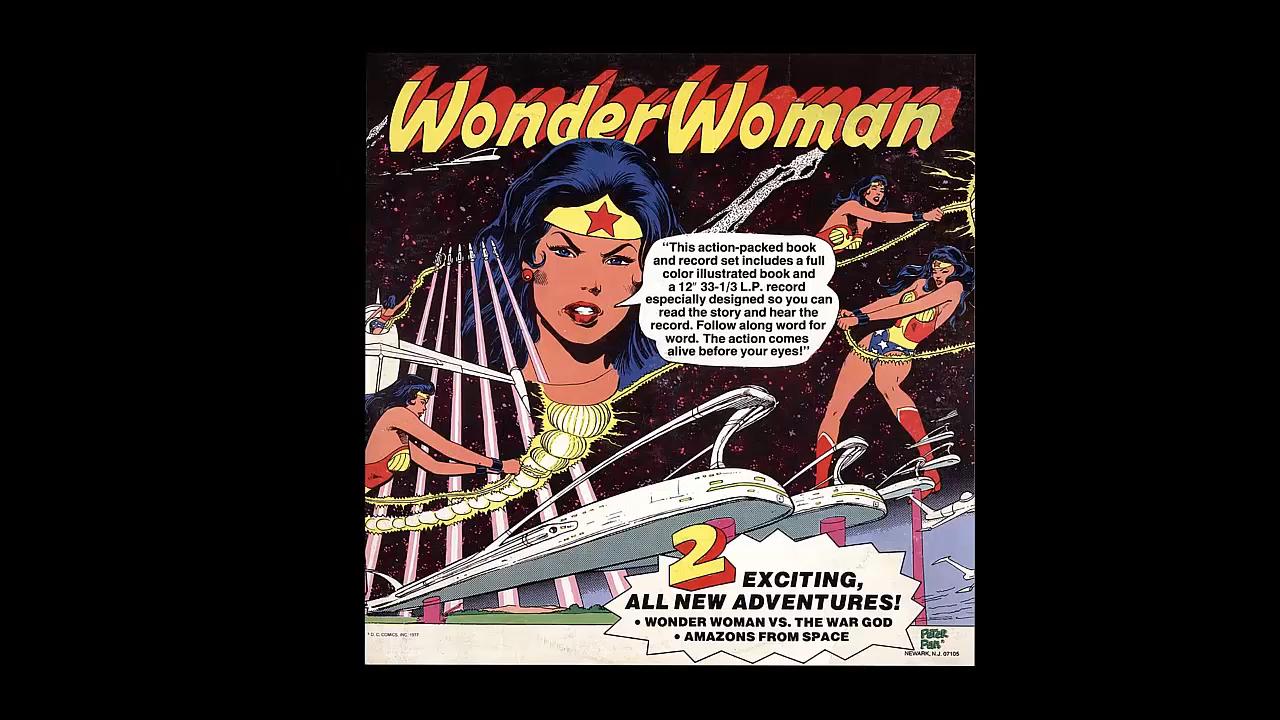 Wonder Woman
"This action-packed book
and record set includes a full
color illustrated book and
a 12" 33-1/3 L.P. record
especially designed so you can
read the story and hear the
record. Follow along word for
word. The action comes
alive before your eyes!"
2 EXCITING,
ALL NEW ADVENTURES!
• WONDER WOMAN VS. THE WAR GOD
• AMAZONS FROM SPACE
© D. C. COMICS, INC. 1977
PETER
PAN®
NEWARK, N.J. 07105